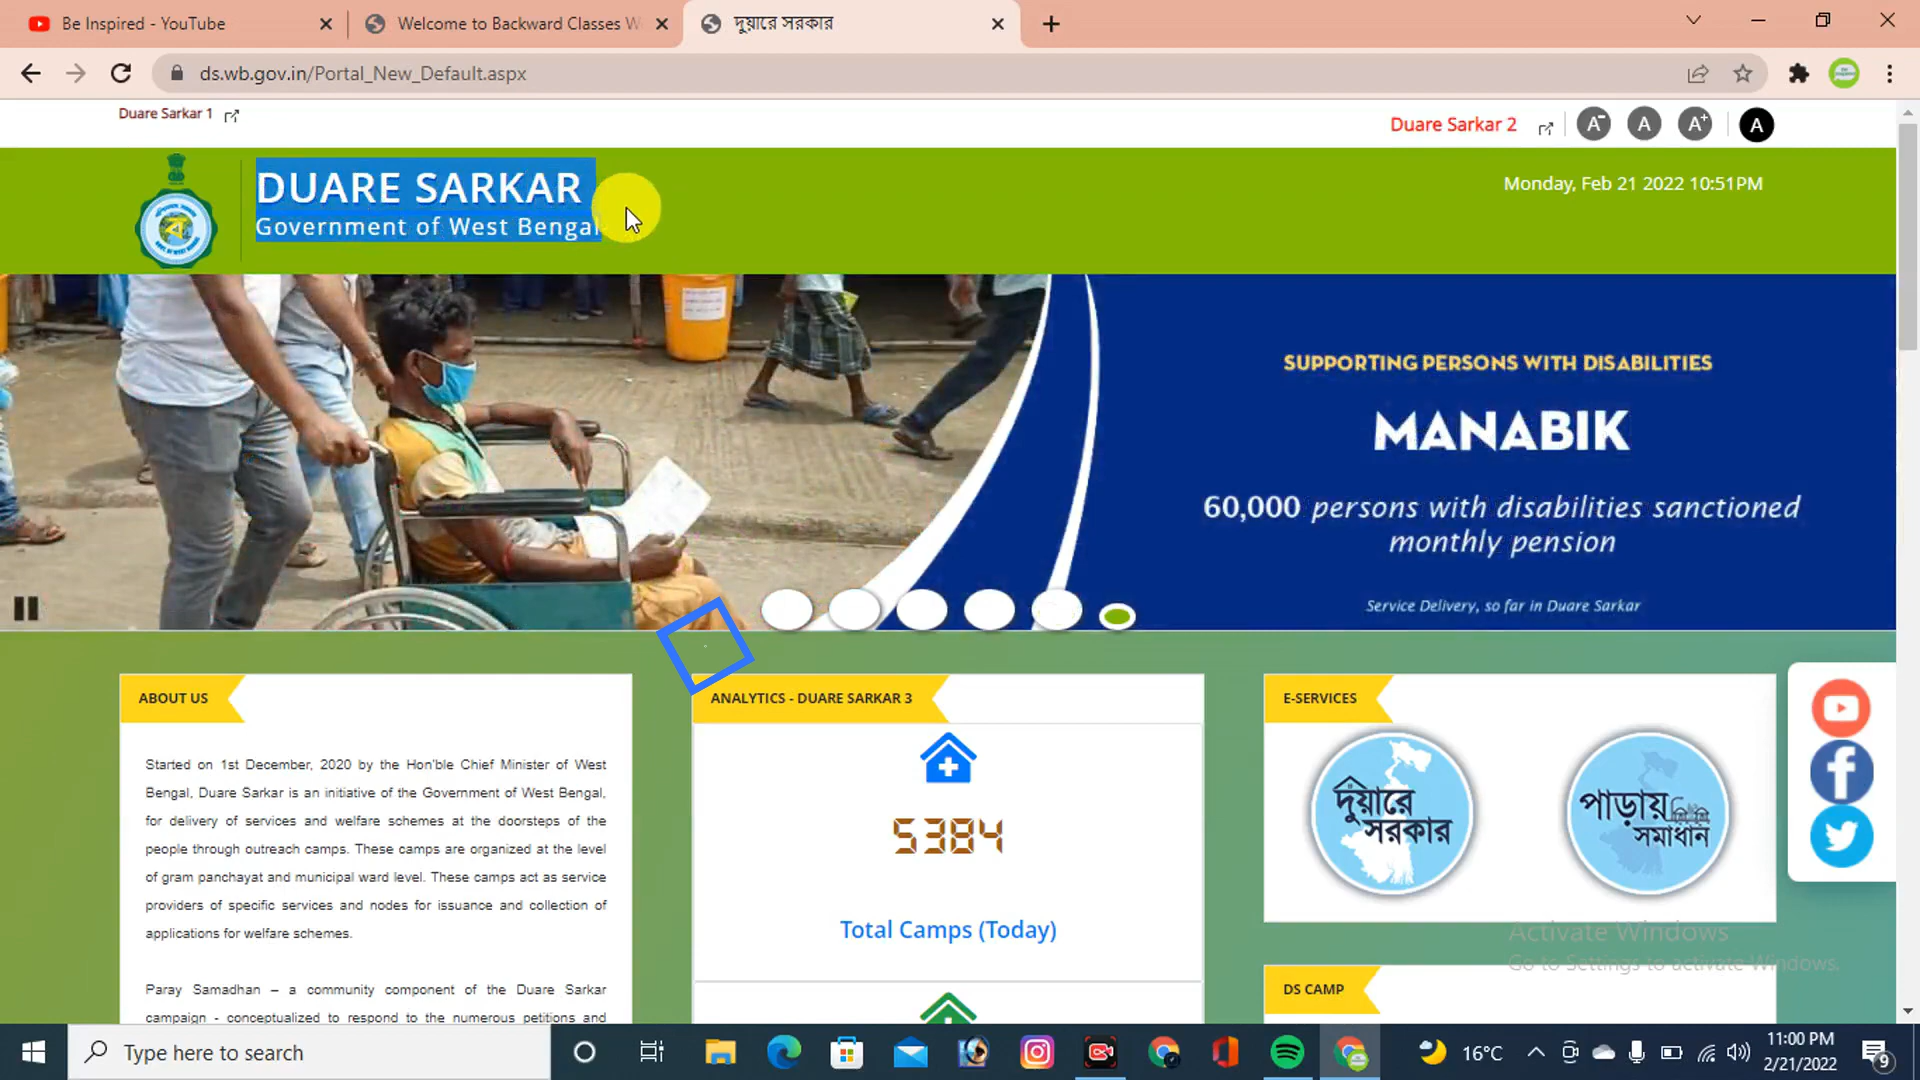 Be Inspired - YouTube
Welcome to Backward Classes W
দুয়ারে সরকার
ds.wb.gov.in/Portal_New_Default.aspx
Duare Sarkar 1
Duare Sarkar 2
A-
A
A+
A
DUARE SARKAR
Government of West Bengal
Monday, Feb 21 2022 10:51PM
SUPPORTING PERSONS WITH DISABILITIES
MANABIK
60,000 persons with disabilities sanctioned
monthly pension
Service Delivery, so far in Duare Sarkar
ABOUT US
Started on 1st December, 2020 by the Hon'ble Chief Minister of West
Bengal, Duare Sarkar is an initiative of the Government of West Bengal,
for delivery of services and welfare schemes at the doorsteps of the
people through outreach camps. These camps are organized at the level
of gram panchayat and municipal ward level. These camps act as service
providers of specific services and nodes for issuance and collection of
applications for welfare schemes.
Paray Samadhan – a community component of the Duare Sarkar
campaign - conceptualized to respond to the numerous petitions and
ANALYTICS - DUARE SARKAR 3
5384
Total Camps (Today)
E-SERVICES
দুয়ারে
সরকার
পাড়ায়
সমাধান
DS CAMP
Activate Windows
Go to Settings to activate Windows.
Type here to search
16°C
11:00 PM
2/21/2022
9